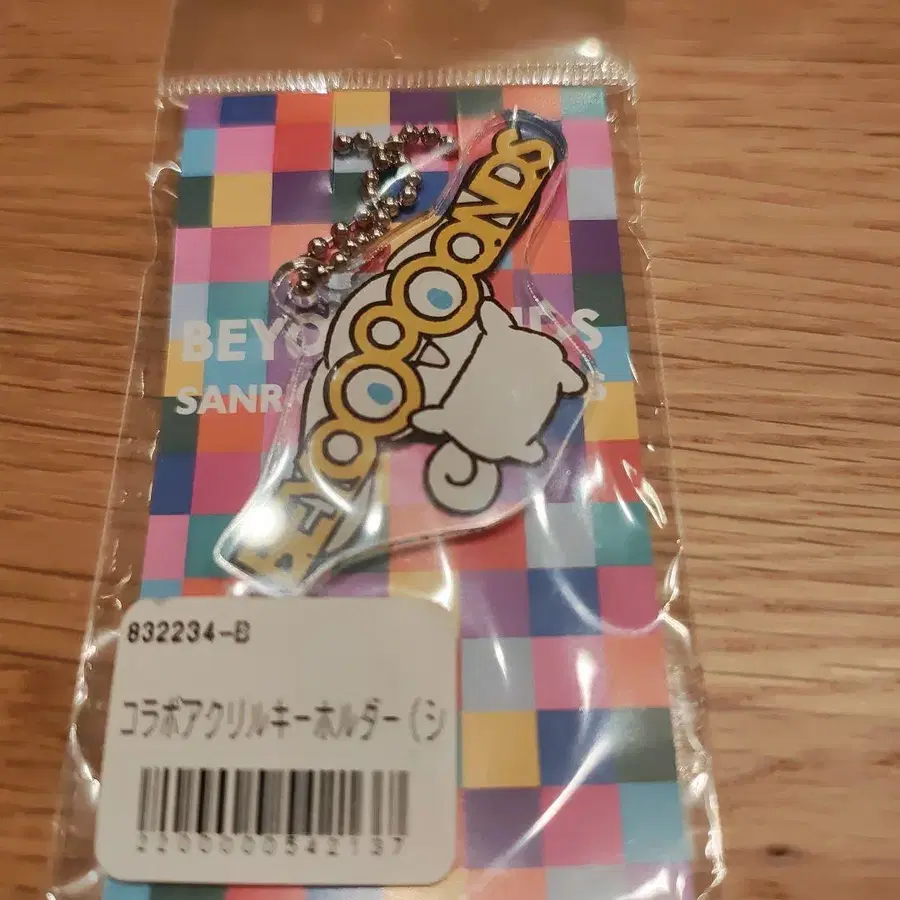 BEYOOOOONDS
BEYO NDS
SANR
832234-B
コラボアクリルキーホルダー(シ
2200000542137